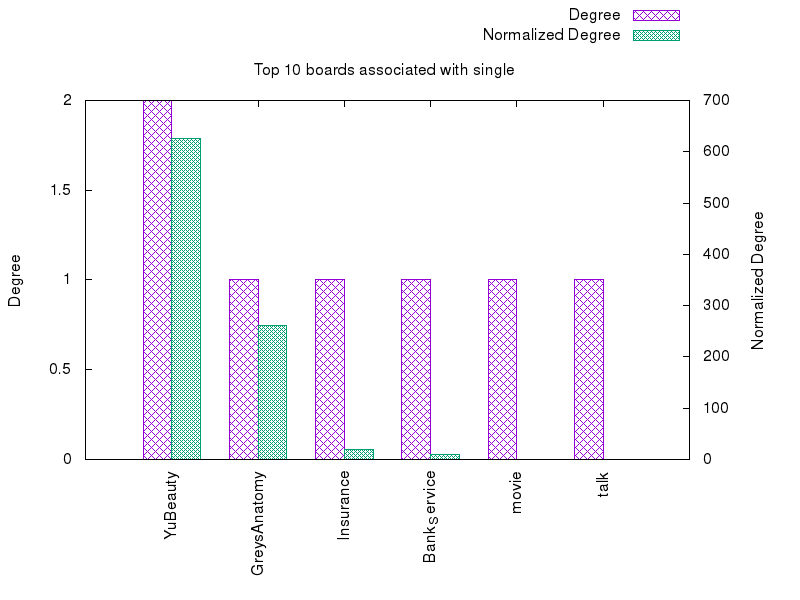 Degree
Normalized Degree
Top 10 boards associated with single
2
1.5
1
0.5
0
Degree
700
600
500
400
300
200
100
0
Normalized Degree
YuBeauty
GreysAnatomy
Insurance
BankService
movie
talk